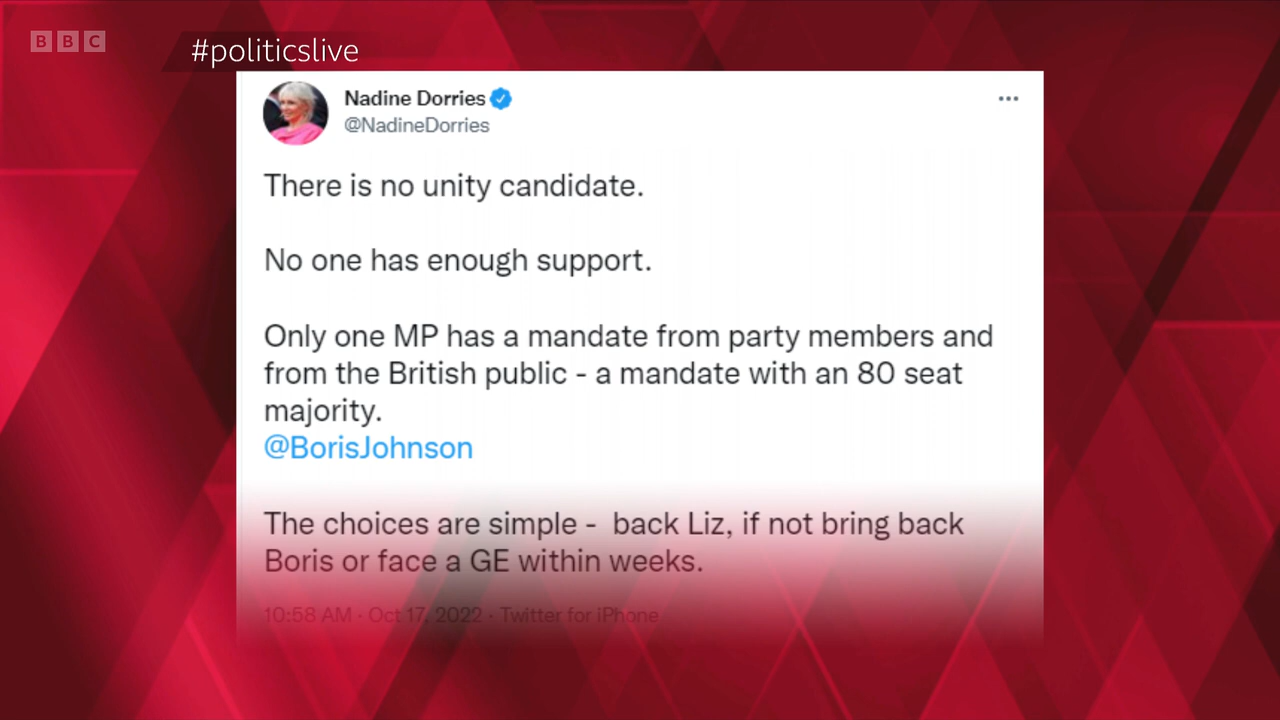 BBC
#politicslive
Nadine Dorries
@NadineDorries
There is no unity candidate.
No one has enough support.
Only one MP has a mandate from party members and
from the British public - a mandate with an 80 seat
majority.
@BorisJohnson
The choices are simple -  back Liz, if not bring back
Boris or face a GE within weeks.
10:58 AM · Oct 17, 2022 · Twitter for iPhone